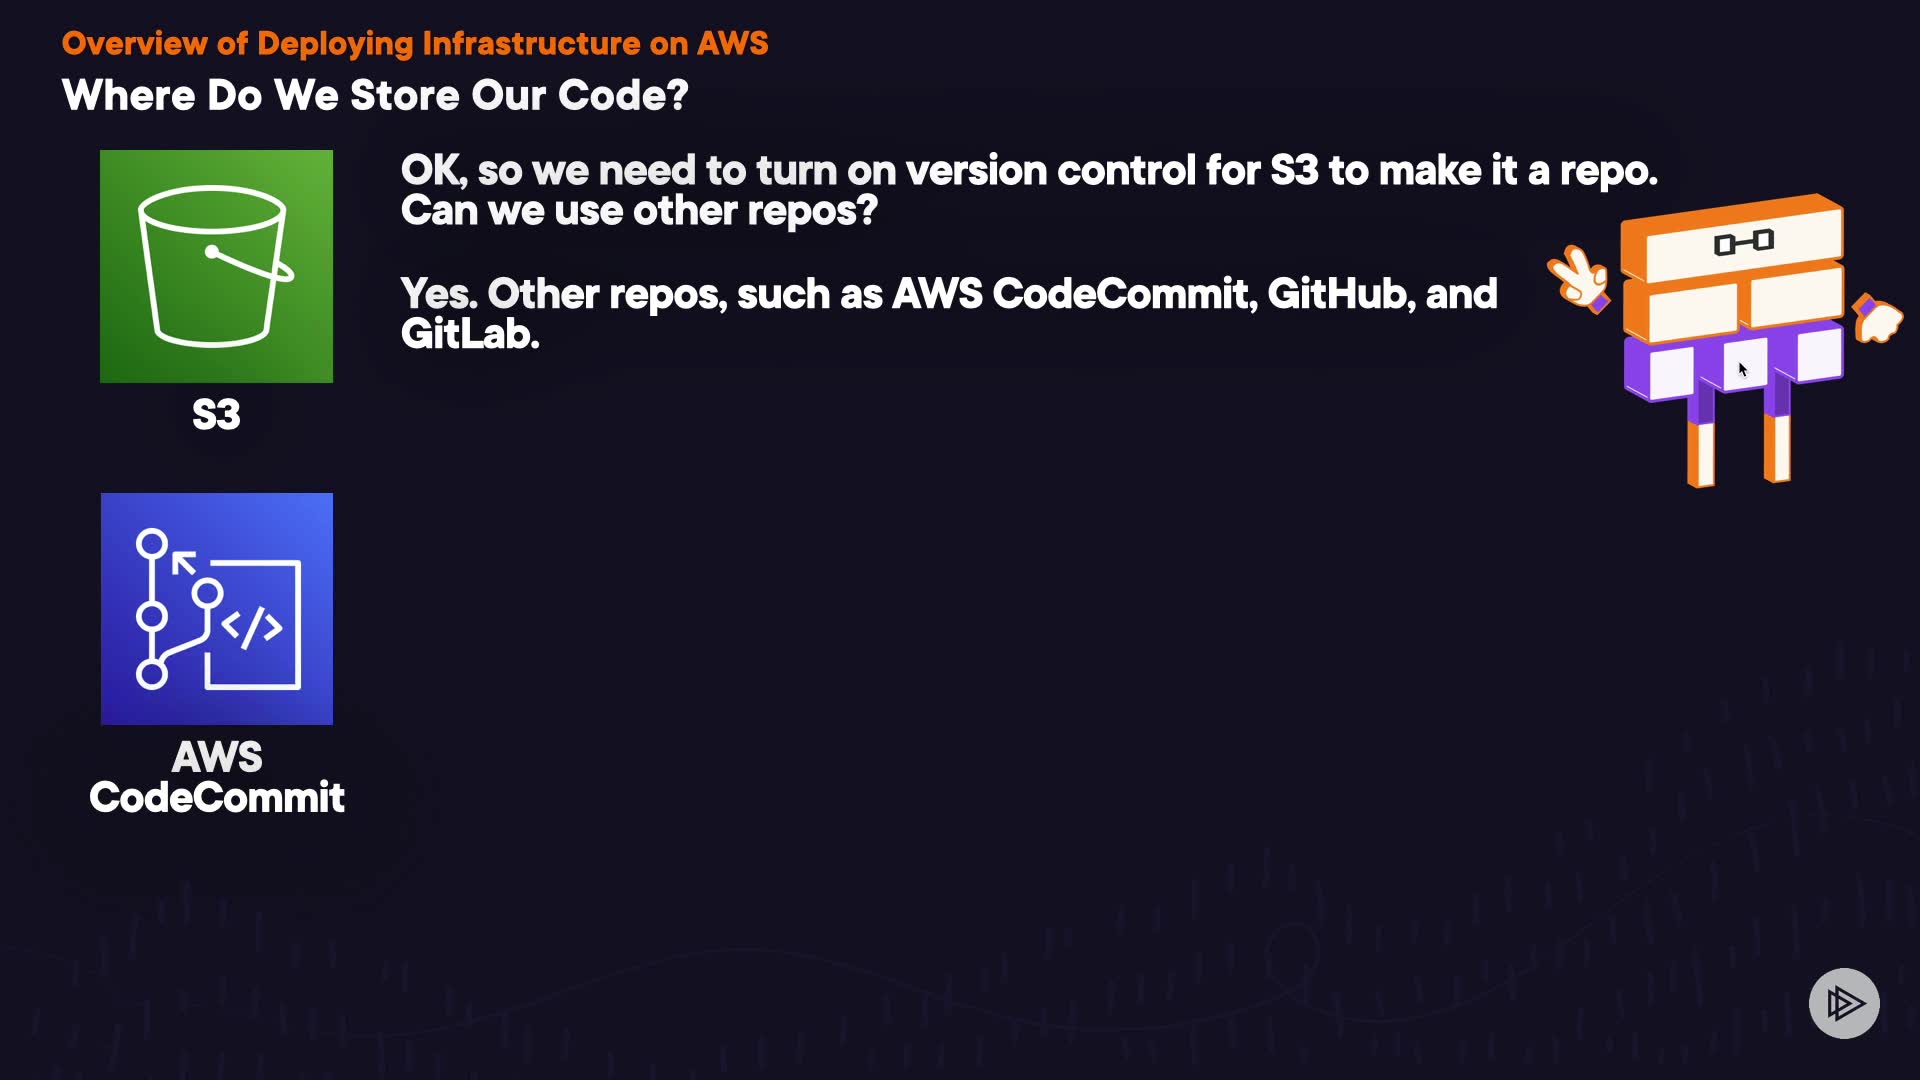 Overview of Deploying Infrastructure on AWS
Where Do We Store Our Code?
OK, so we need to turn on version control for S3 to make it a repo.
Can we use other repos?
Yes. Other repos, such as AWS CodeCommit, GitHub, and
GitLab.
S3
</>
AWS
CodeCommit